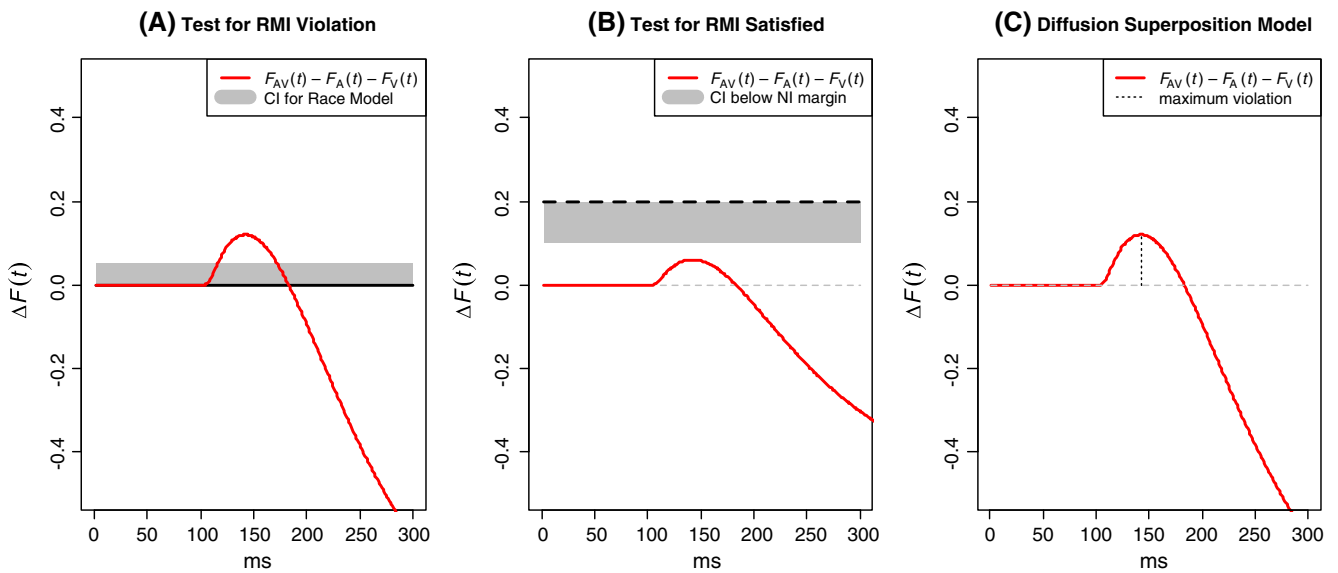 (A) Test for RMI Violation
F_AV(t) − F_A(t) − F_V(t)
CI for Race Model
ΔF(t)
0.4
0.2
0.0
-0.2
-0.4
0 50 100 150 200 250 300
ms
(B) Test for RMI Satisfied
F_AV(t) − F_A(t) − F_V(t)
CI below NI margin
ΔF(t)
0.4
0.2
0.0
-0.2
-0.4
0 50 100 150 200 250 300
ms
(C) Diffusion Superposition Model
F_AV(t) − F_A(t) − F_V(t)
maximum violation
ΔF(t)
0.4
0.2
0.0
-0.2
-0.4
0 50 100 150 200 250 300
ms